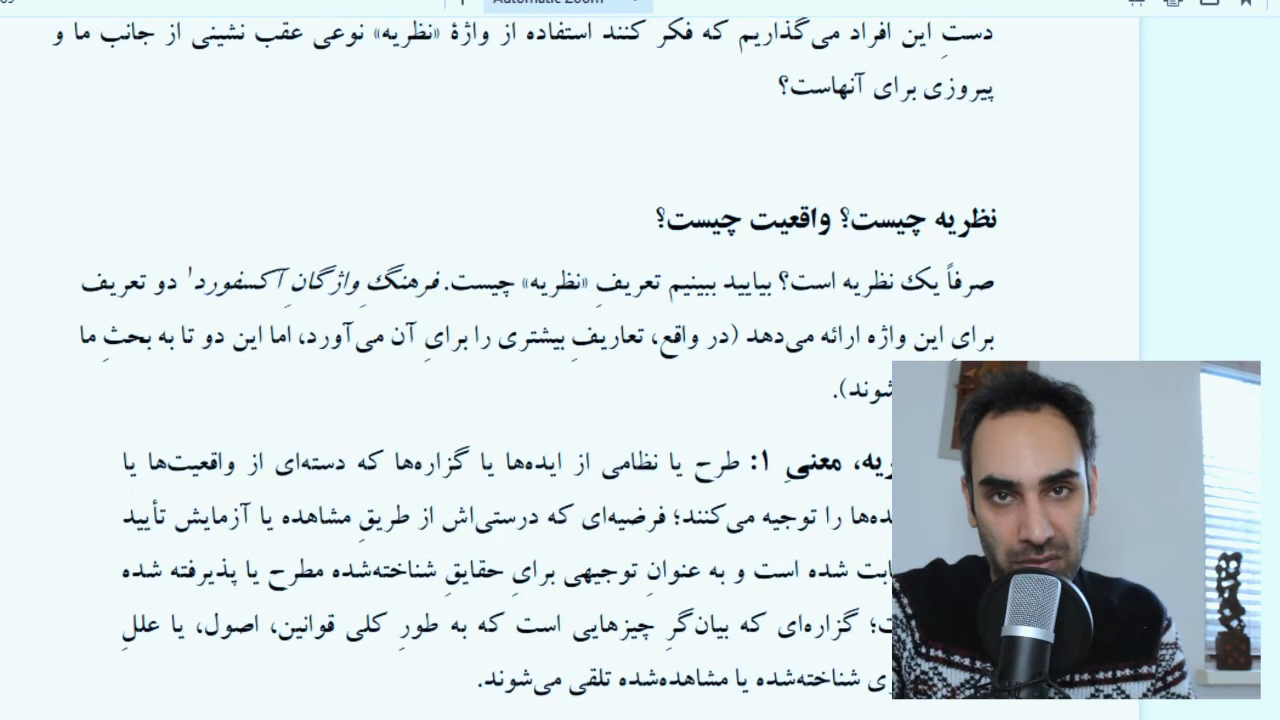 Automatic Zoom
دستِ این افراد می‌گذاریم که فکر کنند استفاده از واژهٔ «نظریه» نوعی عقب نشینی از جانب ما و
پیروزی برای آنهاست؟
نظریه چیست؟ واقعیت چیست؟
صرفاً یک نظریه است؟ بیایید ببینیم تعریفِ «نظریه» چیست. فرهنگِ واژگانِ آکسفورد¹ دو تعریف
برایِ این واژه ارائه می‌دهد (در واقع، تعاریفِ بیشتری را برایِ آن می‌آورد، اما این دو تا به بحثِ ما
شوند).
معنیِ ۱: طرح یا نظامی از ایده‌ها یا گزاره‌ها که دسته‌ای از واقعیت‌ها یا
را توجیه می‌کنند؛ فرضیه‌ای که درستی‌اش از طریقِ مشاهده یا آزمایش تأیید
شده است و به عنوانِ توجیهی برایِ حقایقِ شناخته‌شده مطرح یا پذیرفته شده
گزاره‌ای که بیان‌گرِ چیزهایی است که به طورِ کلی قوانین، اصول، یا عللِ
شناخته‌شده یا مشاهده‌شده تلقی می‌شوند.